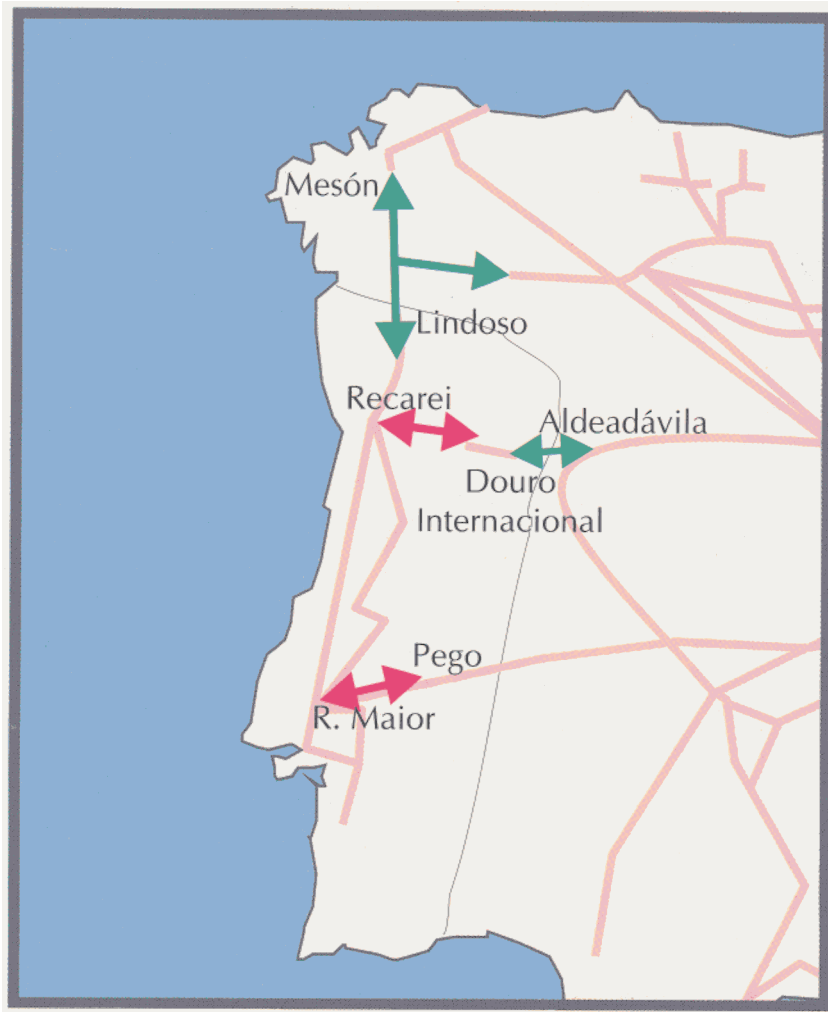 Mesón
Lindoso
Recarei
Aldeadávila
Douro
Internacional
Pego
R. Maior